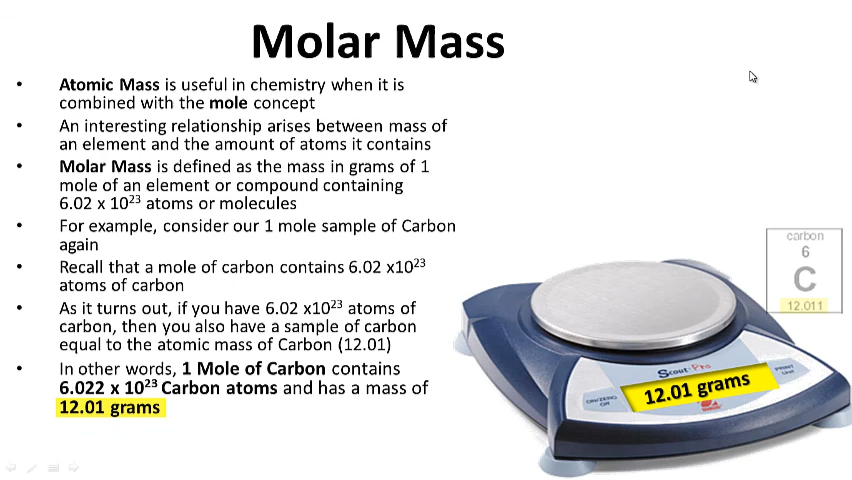 Molar Mass
• Atomic Mass is useful in chemistry when it is
combined with the mole concept
• An interesting relationship arises between mass of
an element and the amount of atoms it contains
• Molar Mass is defined as the mass in grams of 1
mole of an element or compound containing
6.02 x 10²³ atoms or molecules
• For example, consider our 1 mole sample of Carbon
again
• Recall that a mole of carbon contains 6.02 x10²³
atoms of carbon
• As it turns out, if you have 6.02 x10²³ atoms of
carbon, then you also have a sample of carbon
equal to the atomic mass of Carbon (12.01)
• In other words, 1 Mole of Carbon contains
6.022 x 10²³ Carbon atoms and has a mass of
12.01 grams
carbon
6
C
12.011
Scout Pro
PRINT
Unit
12.01 grams
ON/ZERO
Off